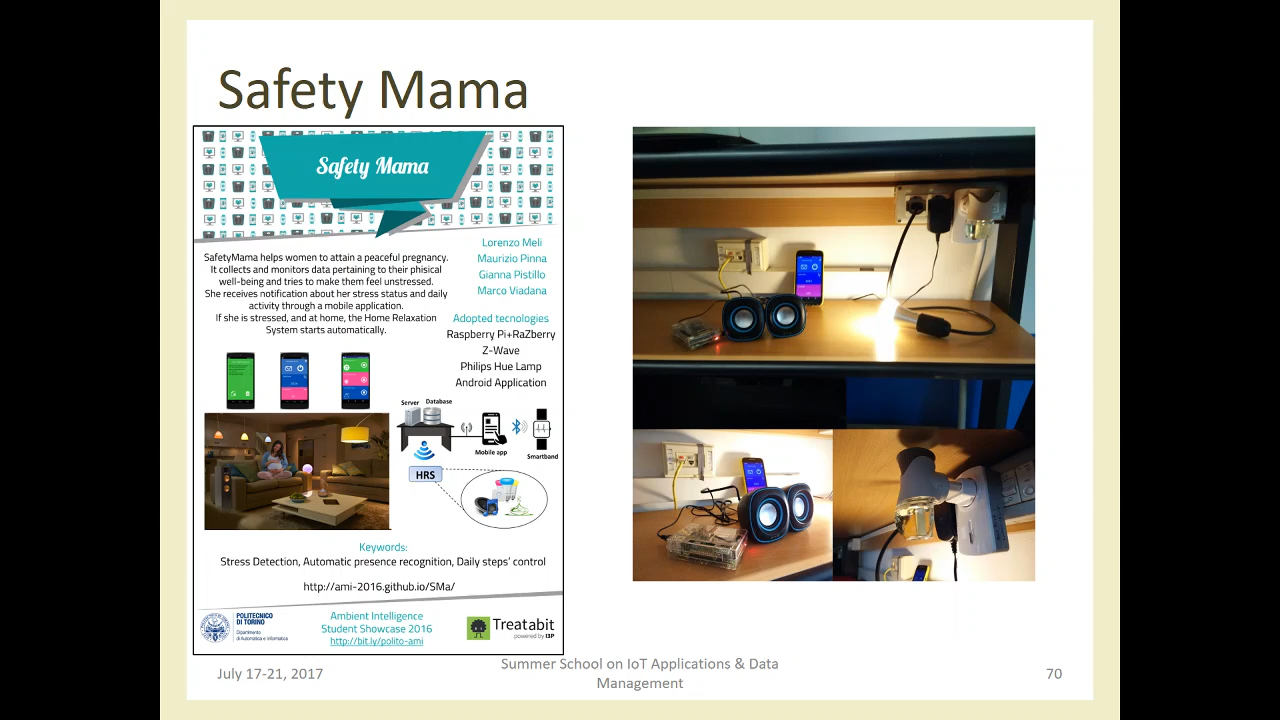 Safety Mama
Safety Mama
Lorenzo Meli
Maurizio Pinna
Gianna Pistillo
Marco Viadana
SafetyMama helps women to attain a peaceful pregnancy.
It collects and monitors data pertaining to their phisical
well-being and tries to make them feel unstressed.
She receives notification about her stress status and daily
activity through a mobile application.
If she is stressed, and at home, the Home Relaxation
System starts automatically.
Adopted tecnologies
Raspberry Pi+RaZberry
Z-Wave
Philips Hue Lamp
Android Application
Server
Database
Mobile app
Smartband
HRS
Keywords:
Stress Detection, Automatic presence recognition, Daily steps' control
http://ami-2016.github.io/SMa/
POLITECNICO
DI TORINO
Dipartimento
di Automatica e Informatica
Ambient Intelligence
Student Showcase 2016
http://bit.ly/polito-ami
Treatabit
powered by I3P
July 17-21, 2017
Summer School on IoT Applications & Data
Management
70